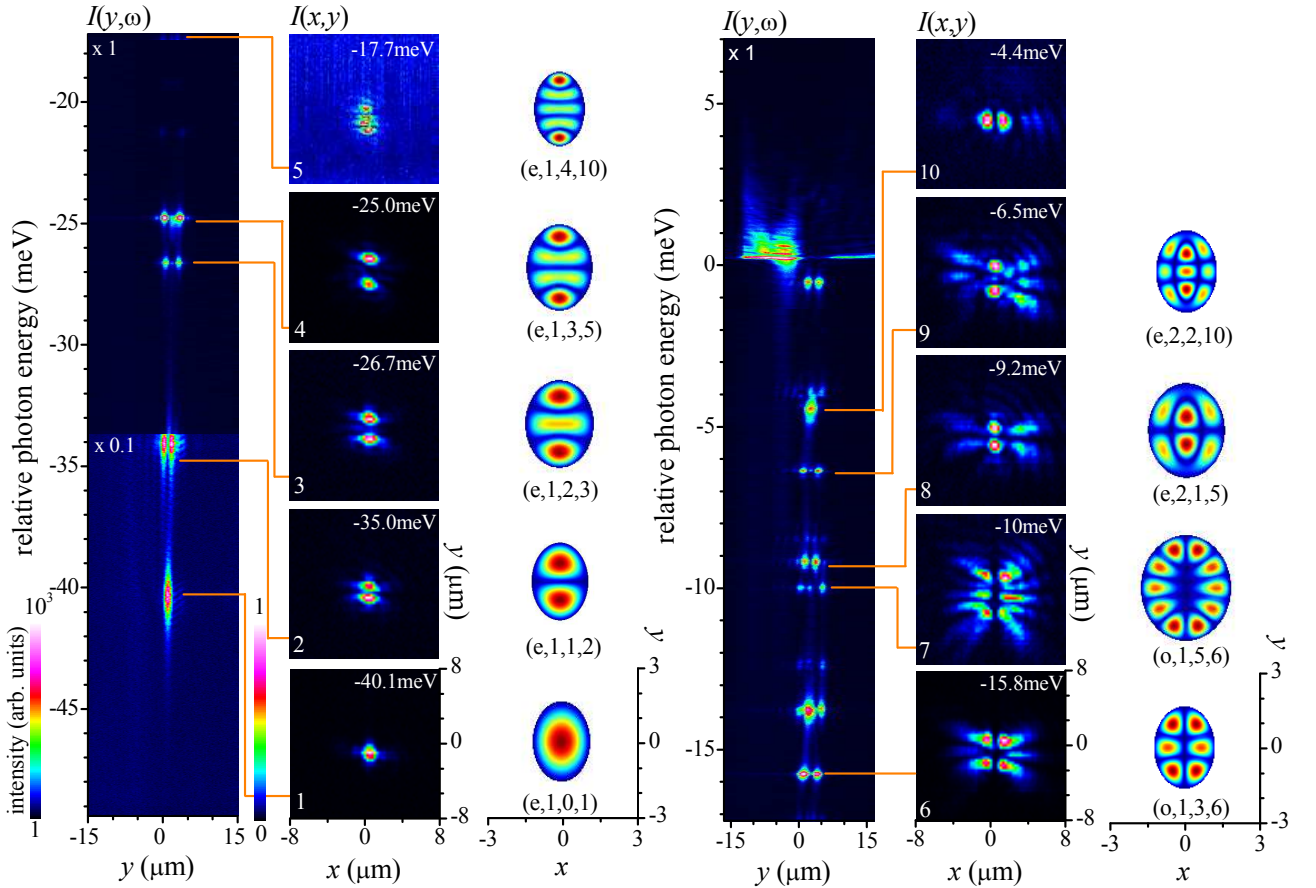 I(y,ω)
I(x,y)
x 1
-20
-25
-30
-35
-40
-45
x 0.1
relative photon energy (meV)
10³
1
intensity (arb. units)
1
0
-15
0
15
y (μm)
-17.7meV
5
(e,1,4,10)
-25.0meV
4
(e,1,3,5)
-26.7meV
3
(e,1,2,3)
-35.0meV
2
(e,1,1,2)
-40.1meV
1
(e,1,0,1)
y (μm)
8
0
-8
-8
0
8
x (μm)
y
3
0
-3
-3
0
3
x
I(y,ω)
I(x,y)
x 1
5
0
-5
-10
-15
relative photon energy (meV)
-15
0
15
y (μm)
-4.4meV
10
-6.5meV
9
(e,2,2,10)
-9.2meV
8
(e,2,1,5)
-10meV
7
(o,1,5,6)
-15.8meV
6
(o,1,3,6)
y (μm)
8
0
-8
-8
0
8
x (μm)
y
3
0
-3
-3
0
3
x